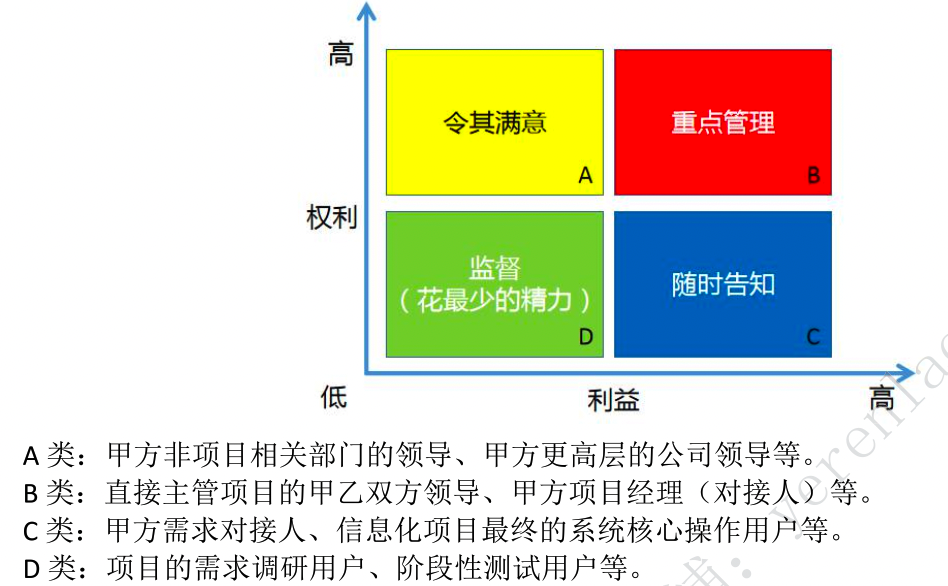 高
令其满意
重点管理
A
B
权利
监督
(花最少的精力)
随时告知
D
C
低
利益
高
A 类：甲方非项目相关部门的领导、甲方更高层的公司领导等。
B 类：直接主管项目的甲乙双方领导、甲方项目经理（对接人）等。
C 类：甲方需求对接人、信息化项目最终的系统核心操作用户等。
D 类：项目的需求调研用户、阶段性测试用户等。